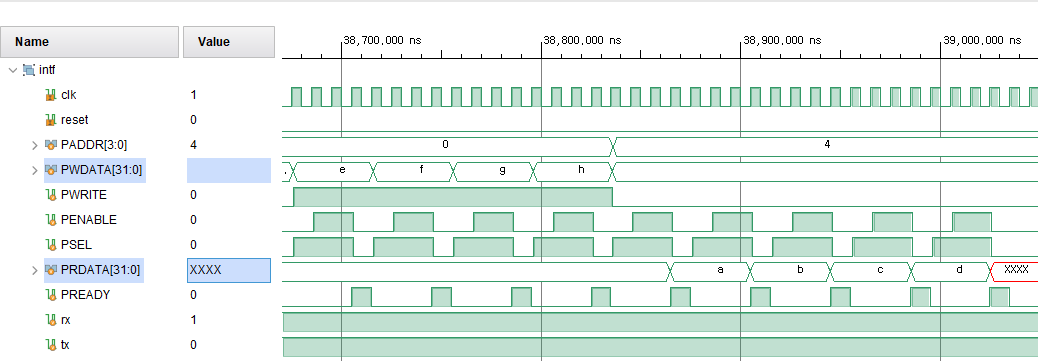 Name Value 38,700,000 ns 38,800,000 ns 38,900,000 ns 39,000,000 ns
intf
clk 1
reset 0
PADDR[3:0] 4 0 4
PWDATA[31:0] e f g h
PWRITE 0
PENABLE 0
PSEL 0
PRDATA[31:0] XXXX a b c d XXXX
PREADY 0
rx 1
tx 0